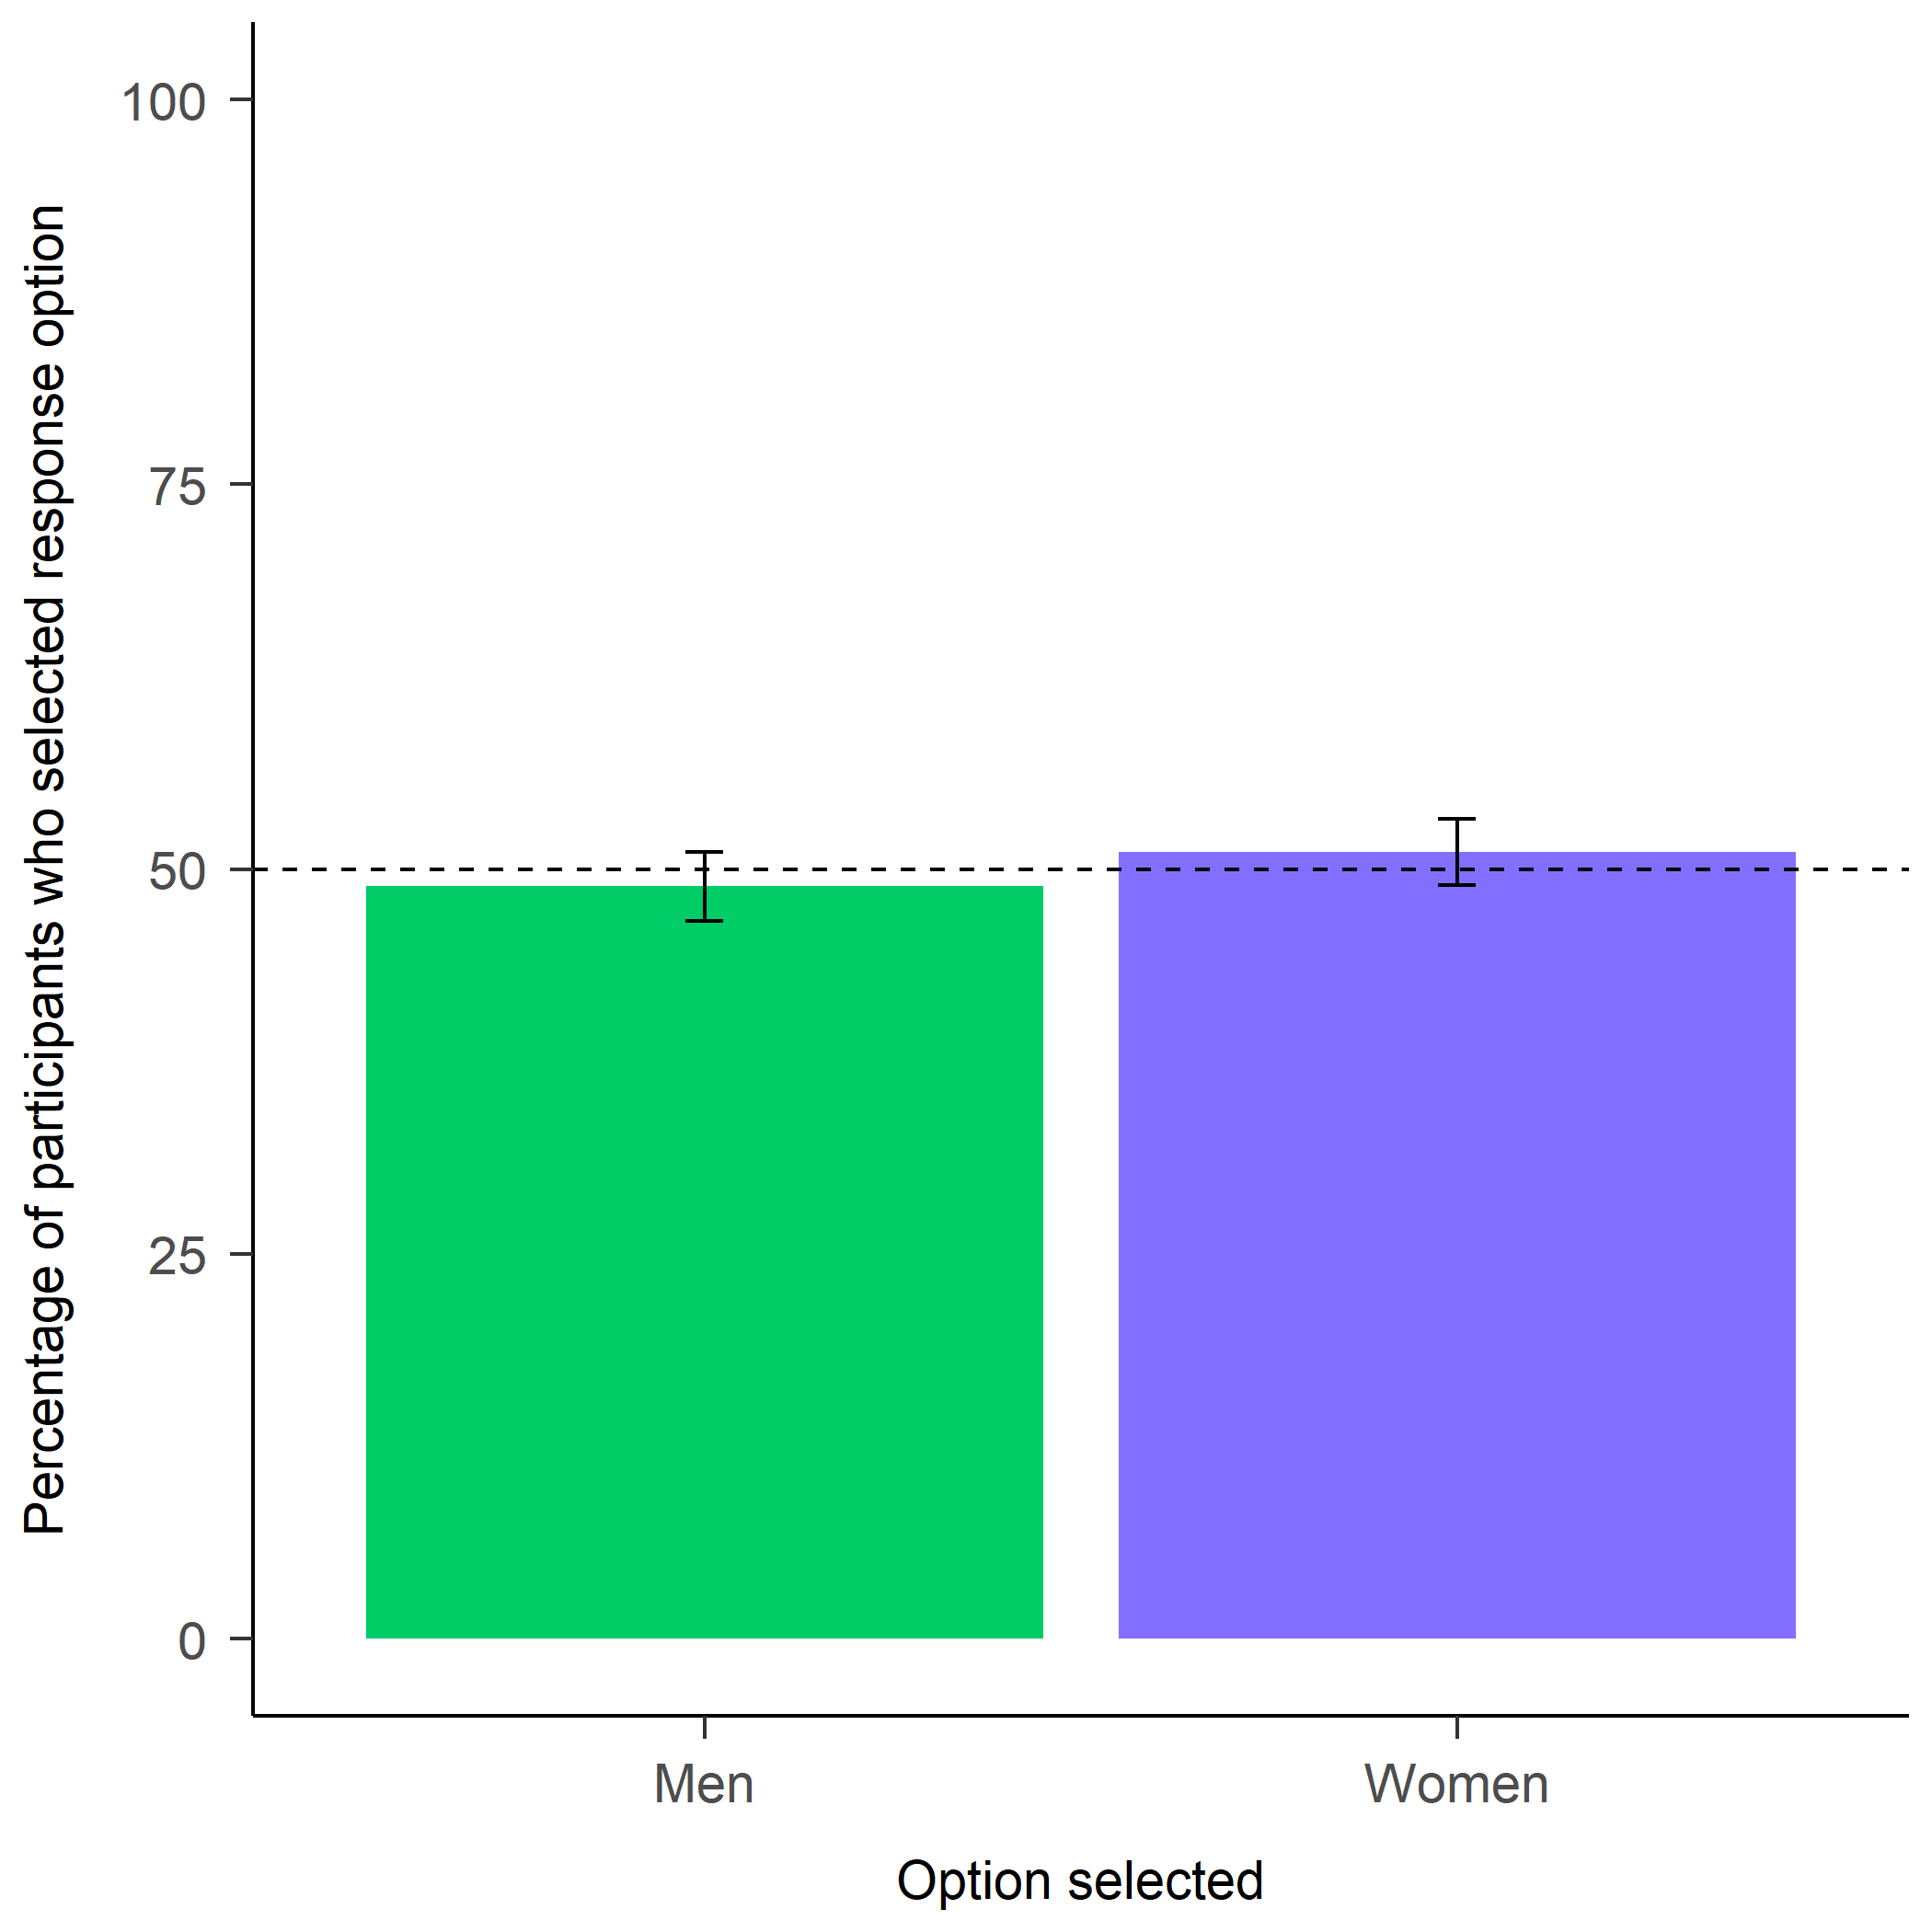 Percentage of participants who selected response option
100
75
50
25
0
Men
Women
Option selected